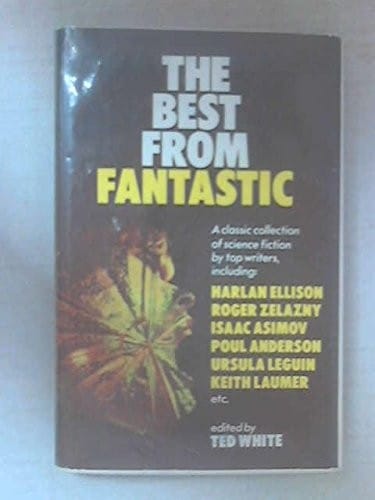 THE
BEST
FROM
FANTASTIC
A classic collection
of science fiction
by top writers,
including:
HARLAN ELLISON
ROGER ZELAZNY
ISAAC ASIMOV
POUL ANDERSON
URSULA LEGUIN
KEITH LAUMER
etc.
edited by
TED WHITE